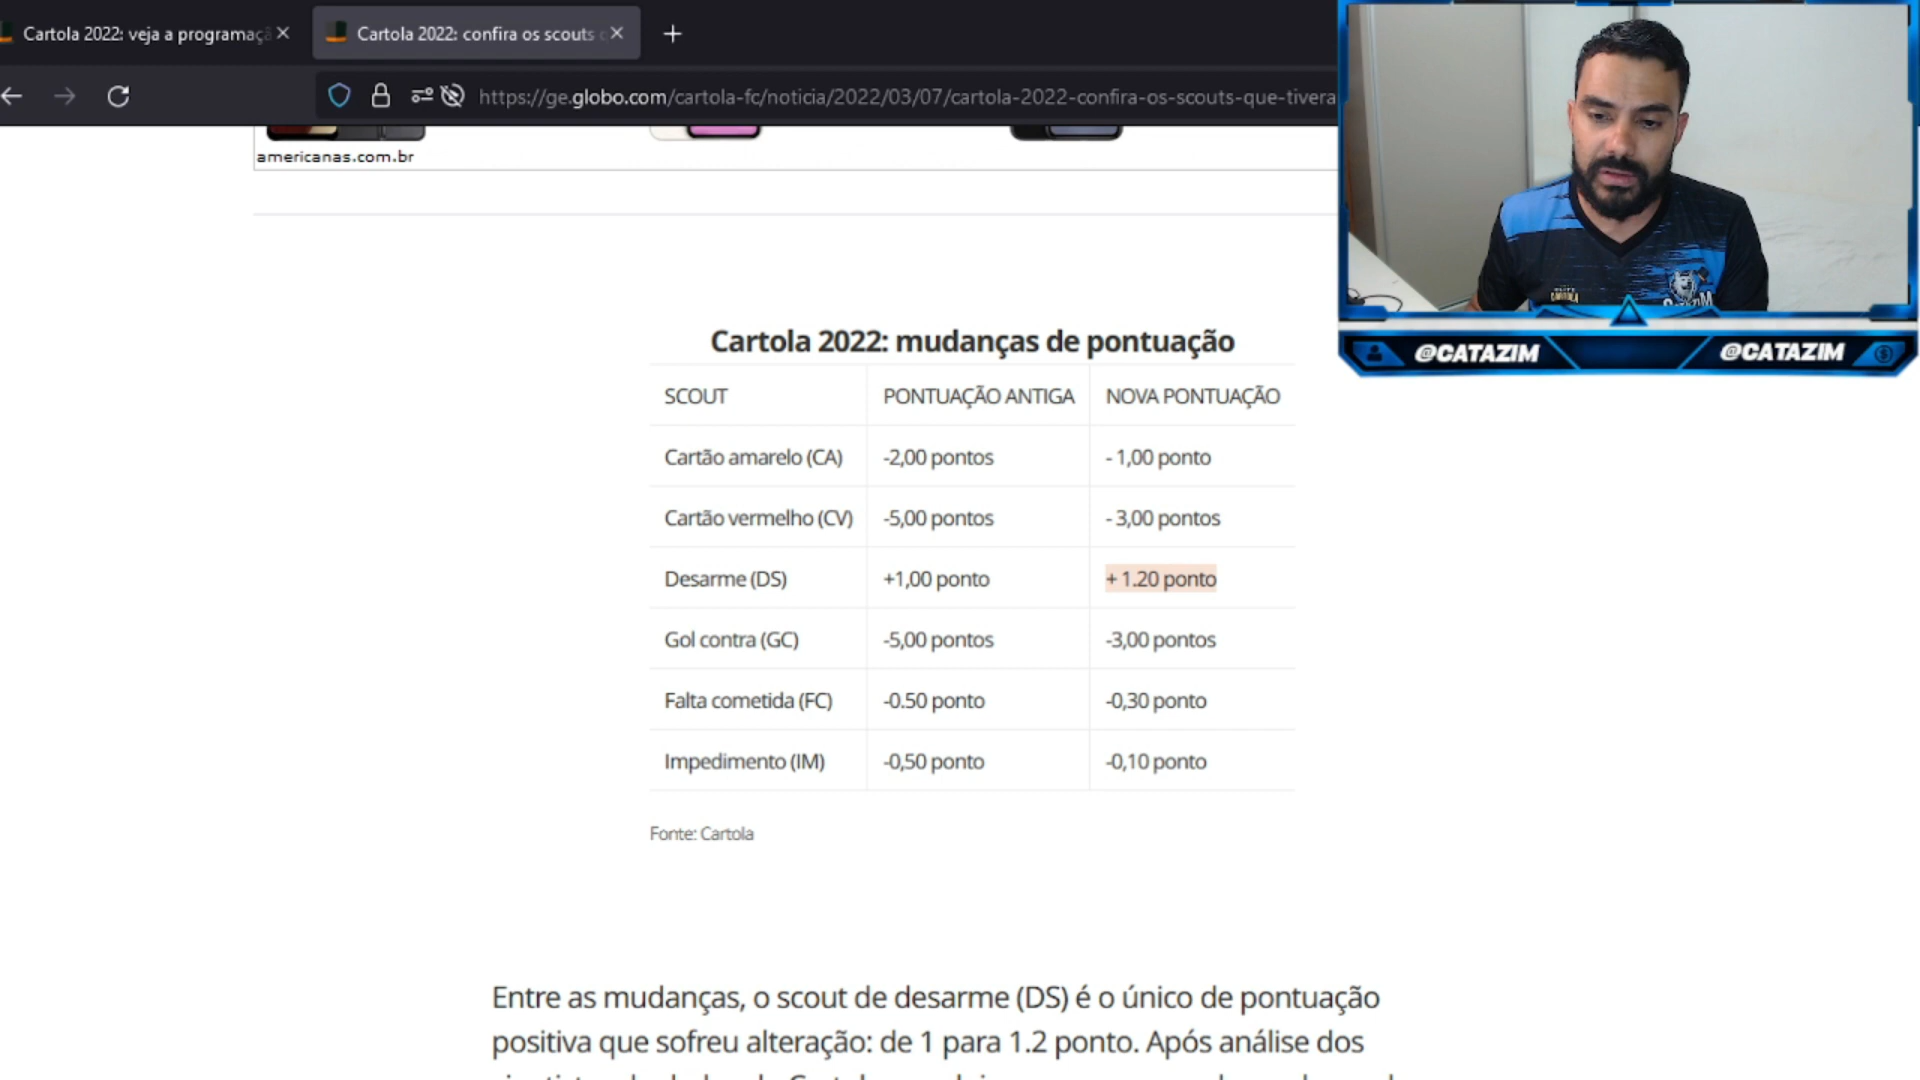 Cartola 2022: veja a programaçã
Cartola 2022: confira os scouts
https://ge.globo.com/cartola-fc/noticia/2022/03/07/cartola-2022-confira-os-scouts-que-tivera
americanas.com.br
@CATAZIM @CATAZIM
Cartola 2022: mudanças de pontuação
SCOUT PONTUAÇÃO ANTIGA NOVA PONTUAÇÃO
Cartão amarelo (CA) -2,00 pontos - 1,00 ponto
Cartão vermelho (CV) -5,00 pontos - 3,00 pontos
Desarme (DS) +1,00 ponto + 1.20 ponto
Gol contra (GC) -5,00 pontos -3,00 pontos
Falta cometida (FC) -0.50 ponto -0,30 ponto
Impedimento (IM) -0,50 ponto -0,10 ponto
Fonte: Cartola
Entre as mudanças, o scout de desarme (DS) é o único de pontuação
positiva que sofreu alteração: de 1 para 1.2 ponto. Após análise dos